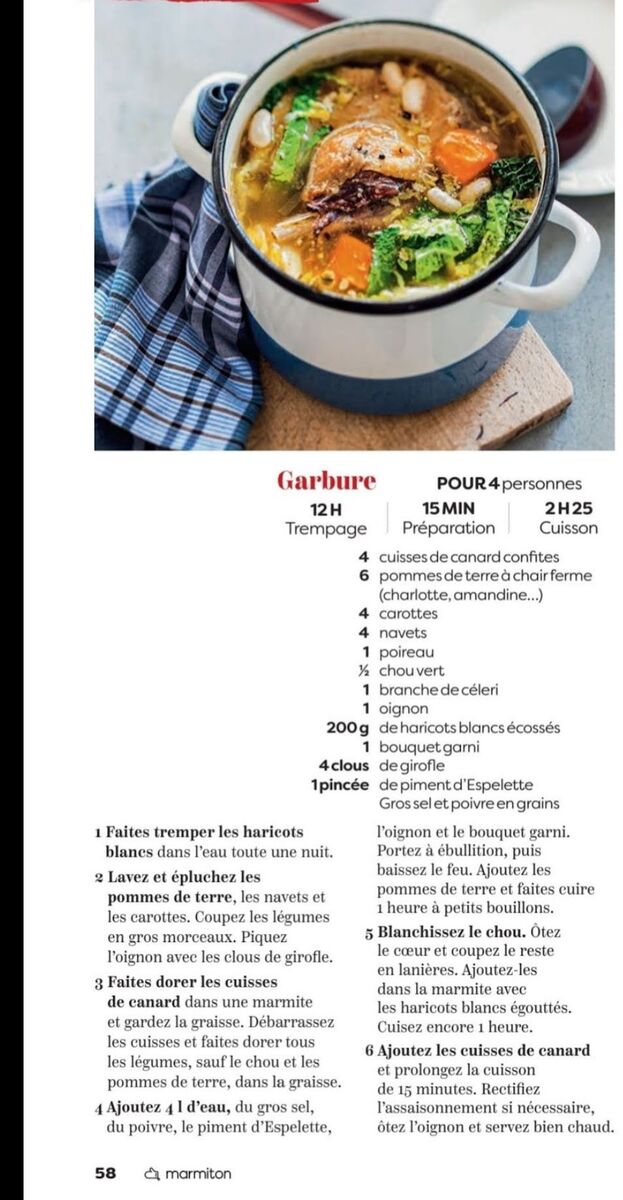 Garbure
POUR 4 personnes
12 H
Trempage
15 MIN
Préparation
2 H 25
Cuisson
4 cuisses de canard confites
6 pommes de terre à chair ferme
(charlotte, amandine...)
4 carottes
4 navets
1 poireau
½ chou vert
1 branche de céleri
1 oignon
200 g de haricots blancs écossés
1 bouquet garni
4 clous de girofle
1 pincée de piment d'Espelette
Gros sel et poivre en grains
1 Faites tremper les haricots
blancs dans l'eau toute une nuit.
2 Lavez et épluchez les
pommes de terre, les navets et
les carottes. Coupez les légumes
en gros morceaux. Piquez
l'oignon avec les clous de girofle.
3 Faites dorer les cuisses
de canard dans une marmite
et gardez la graisse. Débarrassez
les cuisses et faites dorer tous
les légumes, sauf le chou et les
pommes de terre, dans la graisse.
4 Ajoutez 4 l d'eau, du gros sel,
du poivre, le piment d'Espelette,
l'oignon et le bouquet garni.
Portez à ébullition, puis
baissez le feu. Ajoutez les
pommes de terre et faites cuire
1 heure à petits bouillons.
5 Blanchissez le chou. Ôtez
le cœur et coupez le reste
en lanières. Ajoutez-les
dans la marmite avec
les haricots blancs égouttés.
Cuisez encore 1 heure.
6 Ajoutez les cuisses de canard
et prolongez la cuisson
de 15 minutes. Rectifiez
l'assaisonnement si nécessaire,
ôtez l'oignon et servez bien chaud.
58 marmiton